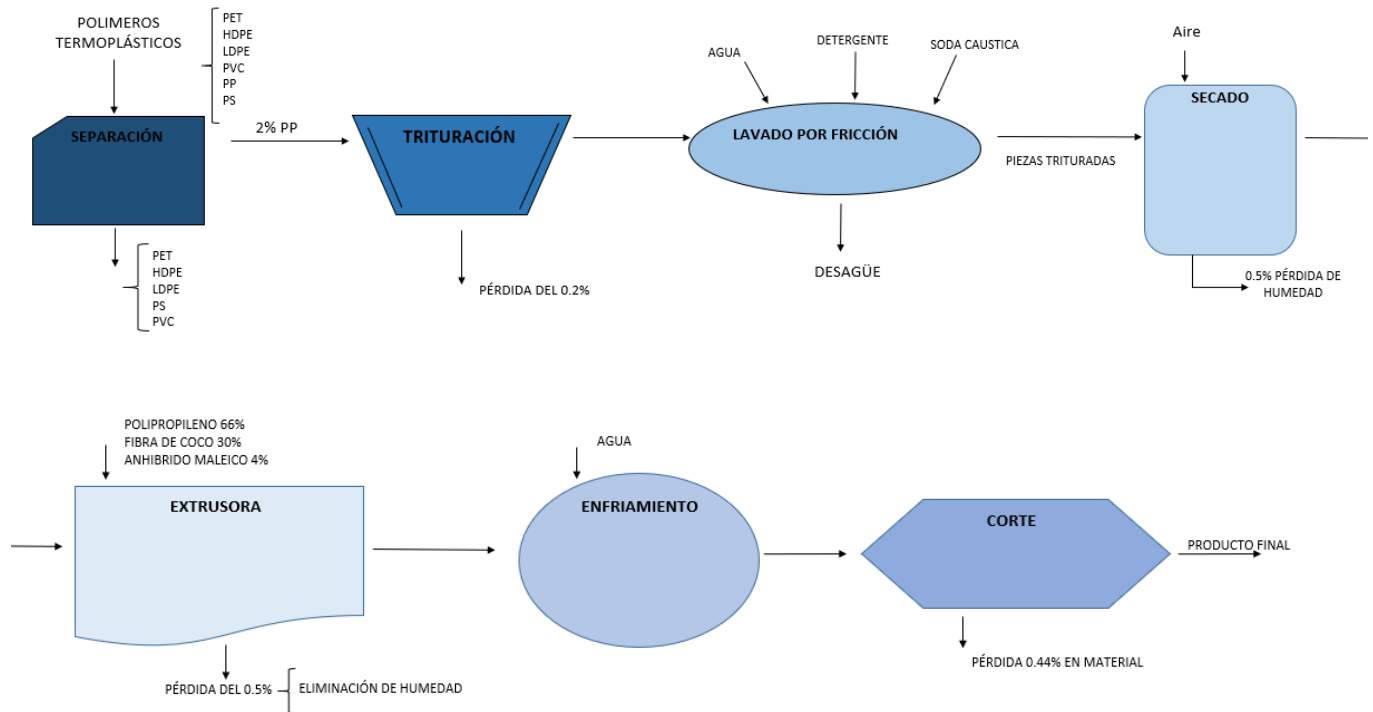 POLIMEROS
TERMOPLÁSTICOS
PET
HDPE
LDPE
PVC
PP
PS
SEPARACIÓN
2% PP
PET
HDPE
LDPE
PS
PVC
TRITURACIÓN
PÉRDIDA DEL 0.2%
AGUA
DETERGENTE
SODA CAUSTICA
LAVADO POR FRICCIÓN
DESAGÜE
PIEZAS TRITURADAS
Aire
SECADO
0.5% PÉRDIDA DE
HUMEDAD
POLIPROPILENO 66%
FIBRA DE COCO 30%
ANHIBRIDO MALEICO 4%
EXTRUSORA
PÉRDIDA DEL 0.5%
ELIMINACIÓN DE HUMEDAD
AGUA
ENFRIAMIENTO
CORTE
PÉRDIDA 0.44% EN MATERIAL
PRODUCTO FINAL